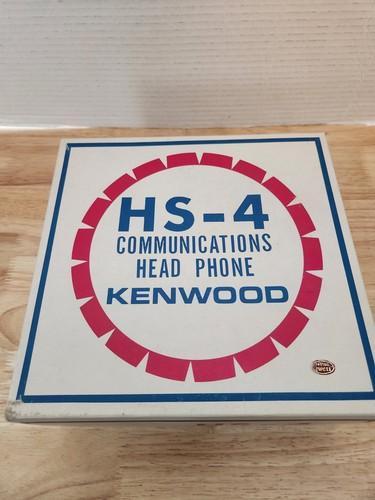 HS-4
COMMUNICATIONS
HEAD PHONE
KENWOOD